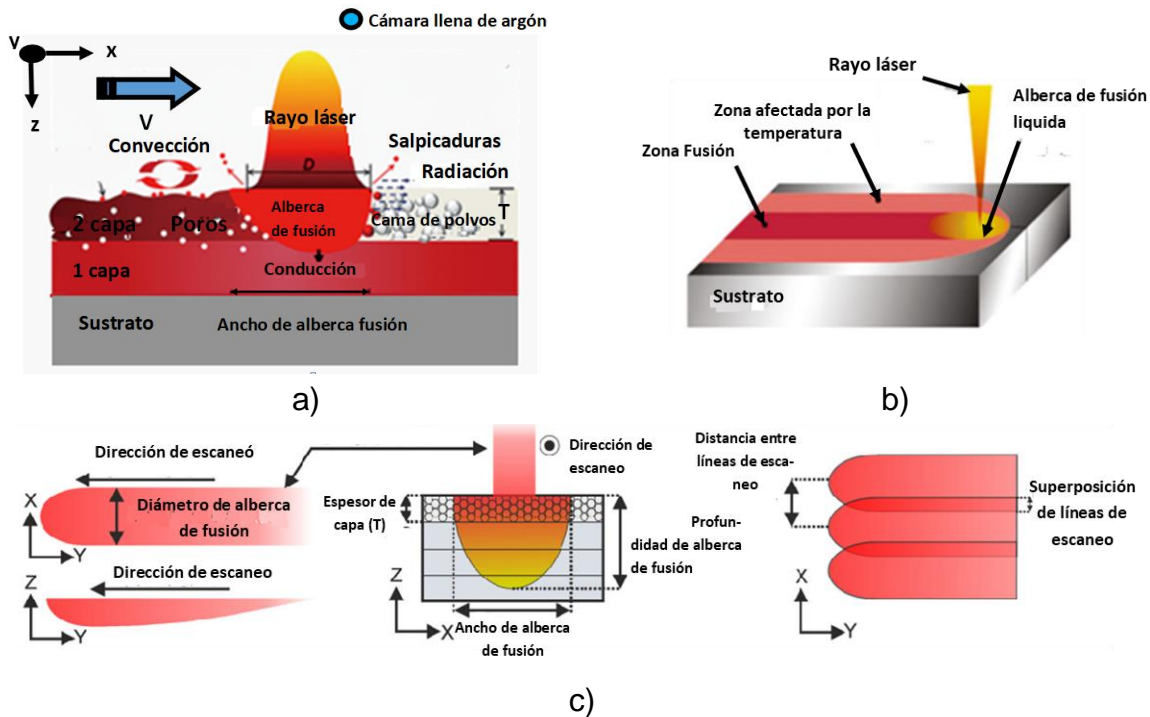 Cámara llena de argón
y
x
z
V
Convección
Rayo láser
Salpicaduras
Radiación
D
T
2 capa
Poros
Alberca
de fusión
Cama de polvos
1 capa
Conducción
Sustrato
Ancho de alberca fusión
a)
Rayo láser
Zona afectada por la
temperatura
Alberca de fusión
liquida
Zona Fusión
Sustrato
b)
Dirección de escaneó
X
Diámetro de alberca
de fusión
Y
Dirección de escaneo
Z
Y
Dirección de
escaneo
Espesor de
capa (T)
Profun-
didad de alberca
de fusión
Z
X
Ancho de alberca
de fusión
Distancia entre
líneas de esca-
neo
Superposición
de líneas de
escaneo
X
Y
c)